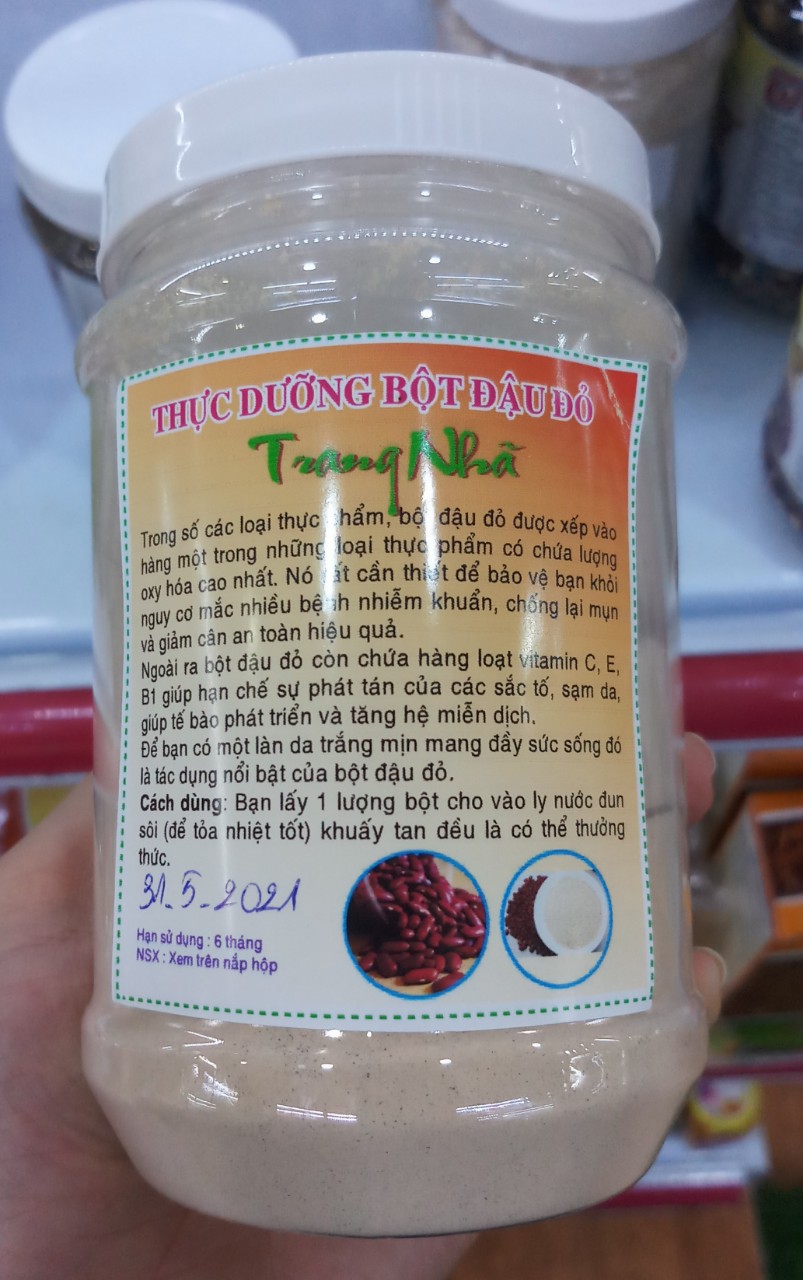 THỰC DƯỠNG BỘT ĐẬU ĐỎ
Trang Nhã
Trong số các loại thực phẩm, bột đậu đỏ được xếp vào
hàng một trong những loại thực phẩm có chứa lượng
oxy hóa cao nhất. Nó rất cần thiết để bảo vệ bạn khỏi
nguy cơ mắc nhiều bệnh nhiễm khuẩn, chống lại mụn
và giảm cân an toàn hiệu quả.
Ngoài ra bột đậu đỏ còn chứa hàng loạt vitamin C, E,
B1 giúp hạn chế sự phát tán của các sắc tố, sạm da,
giúp tế bào phát triển và tăng hệ miễn dịch.
Để bạn có một làn da trắng mịn mang đầy sức sống đó
là tác dụng nổi bật của bột đậu đỏ.
Cách dùng: Bạn lấy 1 lượng bột cho vào ly nước đun
sôi (để tỏa nhiệt tốt) khuấy tan đều là có thể thưởng
thức.
31-5-2021
Hạn sử dụng : 6 tháng
NSX : Xem trên nắp hộp